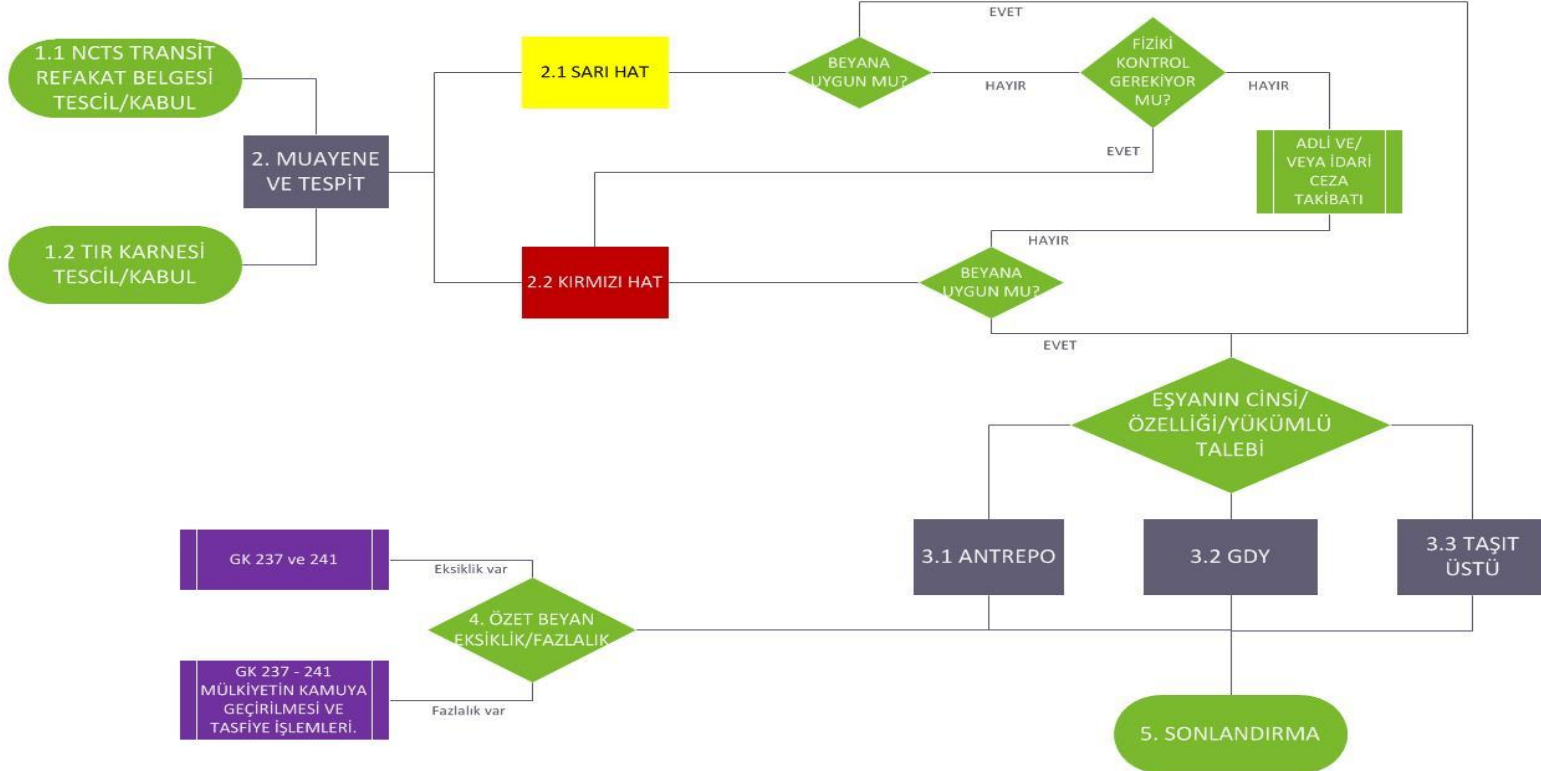 EVET
1.1 NCTS TRANSİT
REFAKAT BELGESİ
TESCİL/KABUL
2.1 SARI HAT
BEYANA
UYGUN MU?
HAYIR
FİZİKİ
KONTROL
GEREKİYOR
MU?
HAYIR
EVET
ADLİ VE/
VEYA İDARİ
CEZA
TAKİBATI
2. MUAYENE
VE TESPİT
1.2 TIR KARNESİ
TESCİL/KABUL
2.2 KIRMIZI HAT
HAYIR
BEYANA
UYGUN MU?
EVET
EŞYANIN CİNSİ/
ÖZELLİĞİ/YÜKÜMLÜ
TALEBİ
3.1 ANTREPO
3.2 GDY
3.3 TAŞIT
ÜSTÜ
GK 237 ve 241
Eksiklik var
4. ÖZET BEYAN
EKSİKLİK/FAZLALIK
GK 237 - 241
MÜLKİYETİN KAMUYA
GEÇİRİLMESİ VE
TASFİYE İŞLEMLERİ.
Fazlalık var
5. SONLANDIRMA